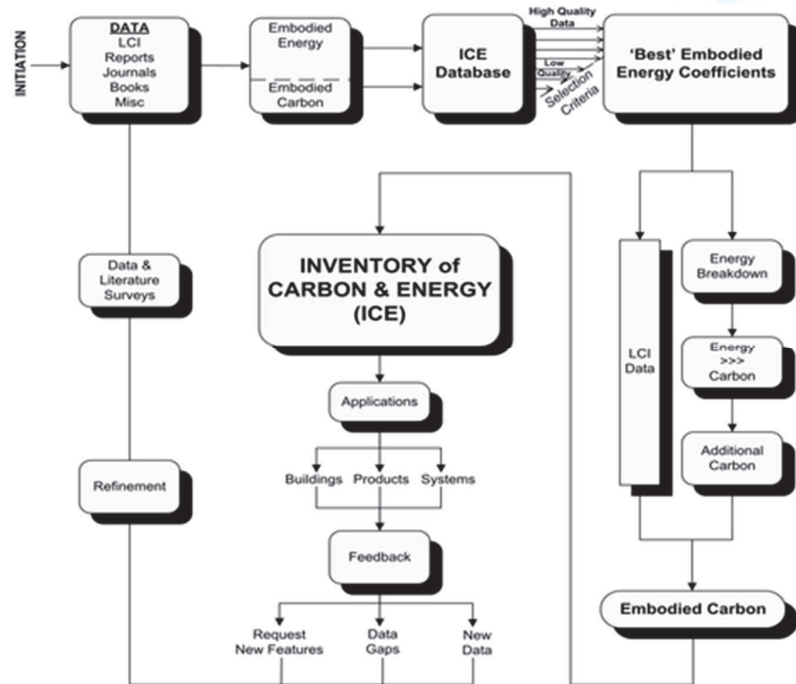 INITIATION
DATA
LCI
Reports
Journals
Books
Misc
Embodied
Energy
Embodied
Carbon
ICE
Database
High Quality
Data
Low
Quality
Selection
Criteria
‘Best’ Embodied
Energy Coefficients
Data &
Literature
Surveys
INVENTORY of
CARBON & ENERGY
(ICE)
LCI
Data
Energy
Breakdown
Energy
>>>
Carbon
Additional
Carbon
Applications
Buildings Products Systems
Refinement
Feedback
Embodied Carbon
Request
New Features
Data
Gaps
New
Data